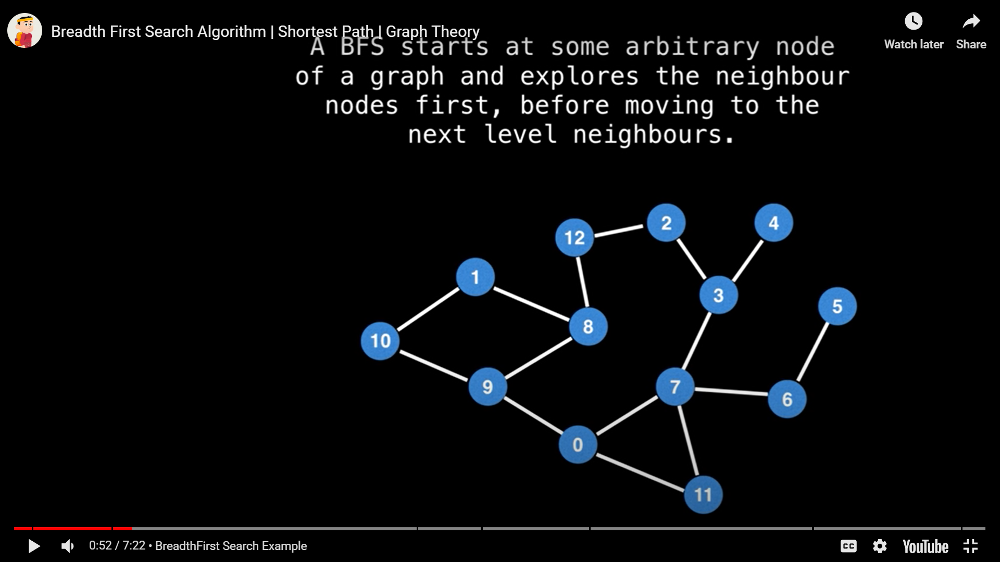 Breadth First Search Algorithm | Shortest Path | Graph Theory
Watch later
Share
A BFS starts at some arbitrary node
of a graph and explores the neighbour
nodes first, before moving to the
next level neighbours.
12
2
4
1
3
5
8
10
9
7
6
0
11
0:52 / 7:22 • BreadthFirst Search Example
CC
YouTube